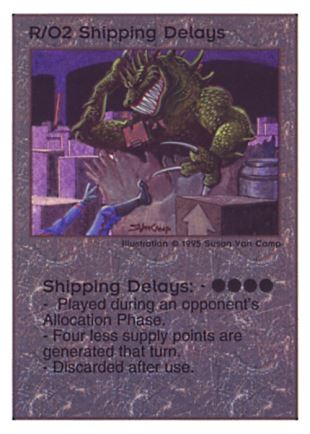 R/O2 Shipping Delays
SVanCamp
Illustration © 1995 Susan Van Camp
Shipping Delays: - ●●●●
- Played during an opponent's
Allocation Phase.
- Four less supply points are
generated that turn.
- Discarded after use.